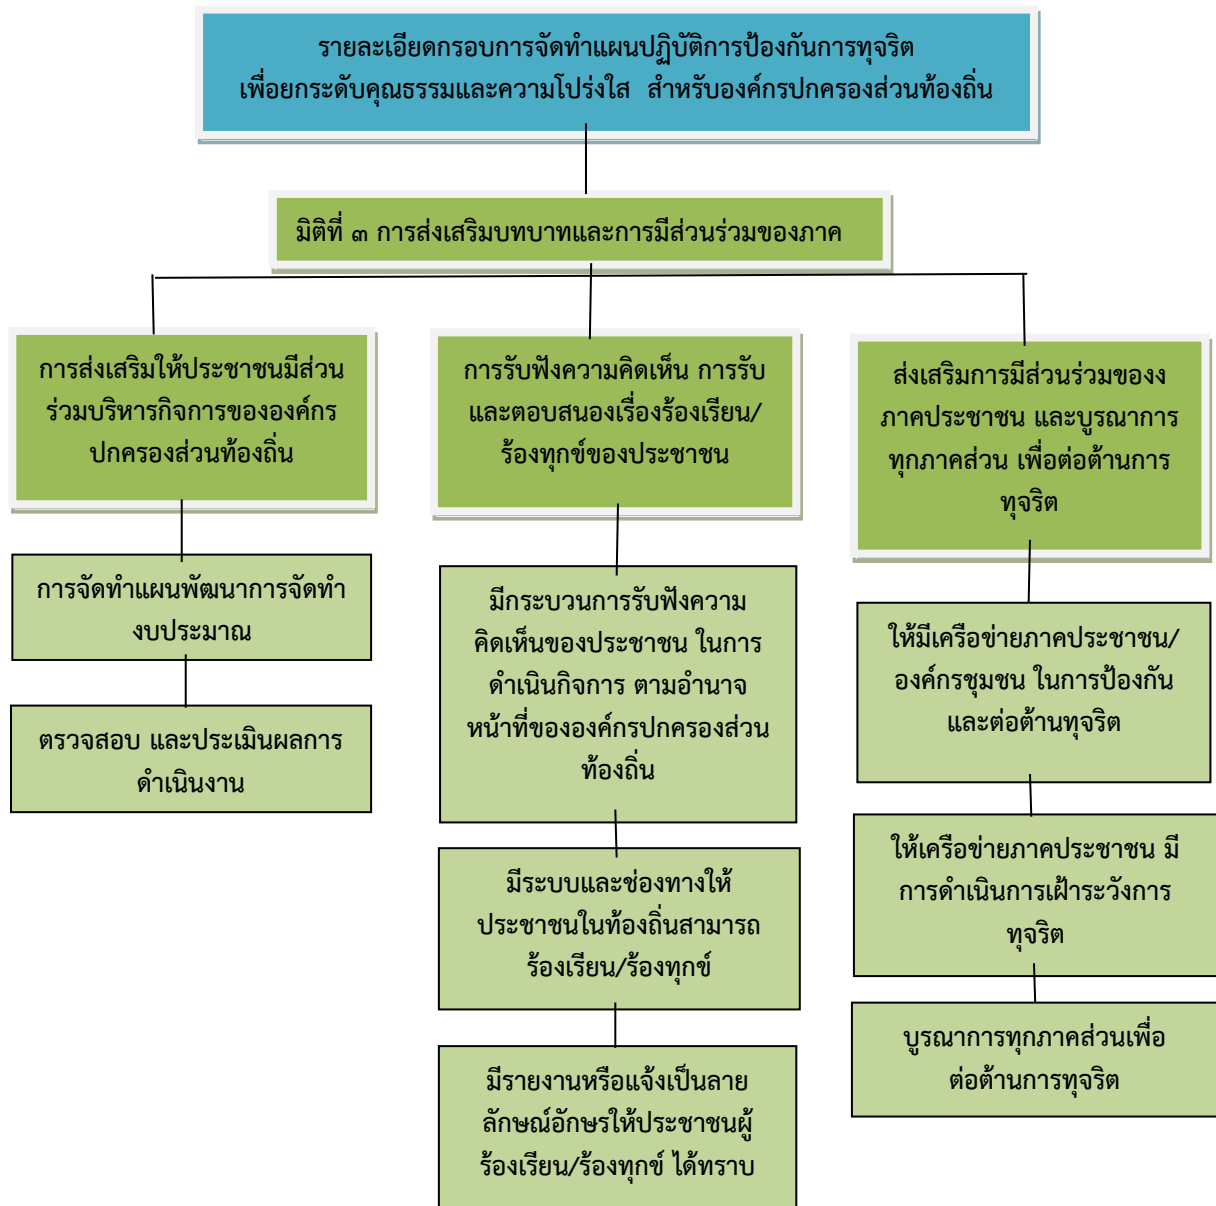 รายละเอียดกรอบการจัดทำแผนปฏิบัติการป้องกันการทุจริต
เพื่อยกระดับคุณธรรมและความโปร่งใส สำหรับองค์กรปกครองส่วนท้องถิ่น
มิติที่ ๓ การส่งเสริมบทบาทและการมีส่วนร่วมของภาค
การส่งเสริมให้ประชาชนมีส่วน
ร่วมบริหารกิจการขององค์กร
ปกครองส่วนท้องถิ่น
การจัดทำแผนพัฒนาการจัดทำ
งบประมาณ
ตรวจสอบ และประเมินผลการ
ดำเนินงาน
การรับฟังความคิดเห็น การรับ
และตอบสนองเรื่องร้องเรียน/
ร้องทุกข์ของประชาชน
มีกระบวนการรับฟังความ
คิดเห็นของประชาชน ในการ
ดำเนินกิจการ ตามอำนาจ
หน้าที่ขององค์กรปกครองส่วน
ท้องถิ่น
มีระบบและช่องทางให้
ประชาชนในท้องถิ่นสามารถ
ร้องเรียน/ร้องทุกข์
มีรายงานหรือแจ้งเป็นลาย
ลักษณ์อักษรให้ประชาชนผู้
ร้องเรียน/ร้องทุกข์ ได้ทราบ
ส่งเสริมการมีส่วนร่วมของง
ภาคประชาชน และบูรณาการ
ทุกภาคส่วน เพื่อต่อต้านการ
ทุจริต
ให้มีเครือข่ายภาคประชาชน/
องค์กรชุมชน ในการป้องกัน
และต่อต้านทุจริต
ให้เครือข่ายภาคประชาชน มี
การดำเนินการเฝ้าระวังการ
ทุจริต
บูรณาการทุกภาคส่วนเพื่อ
ต่อต้านการทุจริต